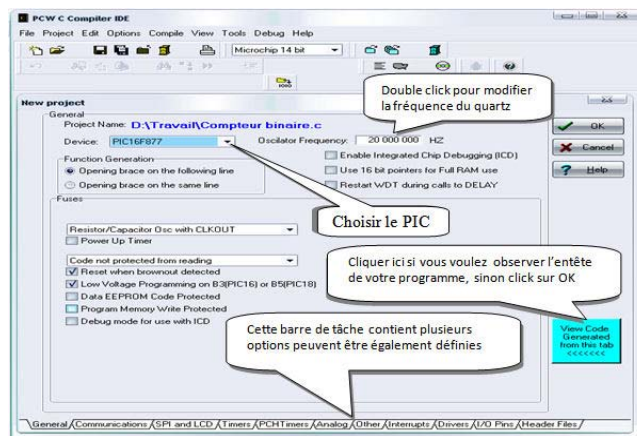 PCW C Compiler IDE
File Project Edit Options Compile View Tools Debug Help
Microchip 14 bit
Double click pour modifier
la fréquence du quartz
New project
General
Project Name: D:\Travail\Compteur binaire.c
Device: PIC16F877
Oscilator Frequency: 20 000 000 HZ
OK
Function Generation
Opening brace on the following line
Opening brace on the same line
Enable Integrated Chip Debugging (ICD)
Use 16 bit pointers for Full RAM use
Restart WDT during calls to DELAY
Cancel
Help
Fuses
Choisir le PIC
Resistor/Capacitor Osc with CLKOUT
Power Up Timer
Code not protected from reading
Reset when brownout detected
Low Voltage Programming on B3(PIC16) or B5(PIC18)
Data EEPROM Code Protected
Program Memory Write Protected
Debug mode for use with ICD
Cliquer ici si vous voulez observer l'entête
de votre programme, sinon click sur OK
Cette barre de tâche contient plusieurs
options peuvent être également définies
View Code
Generated
from this tab
<<<<<<<
General Communications SPI and LCD Timers PCHTimers Analog Other Interrupts Drivers I/O Pins Header Files